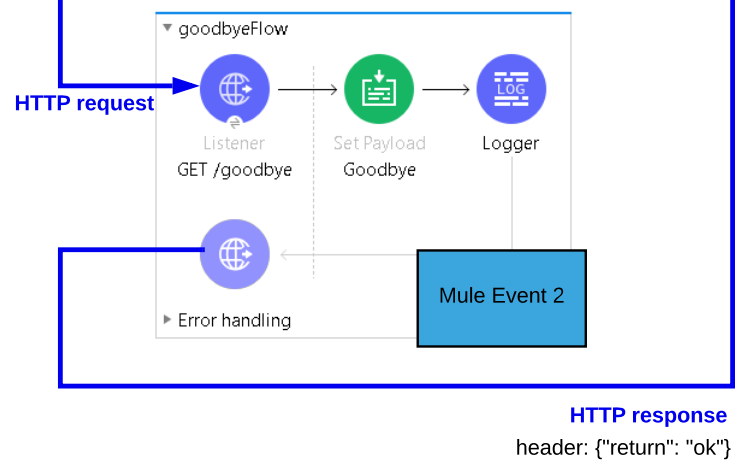 goodbyeFlow
HTTP request
LOG
Listener
Set Payload
Logger
GET /goodbye
Goodbye
Mule Event 2
Error handling
HTTP response
header: {"return": "ok"}